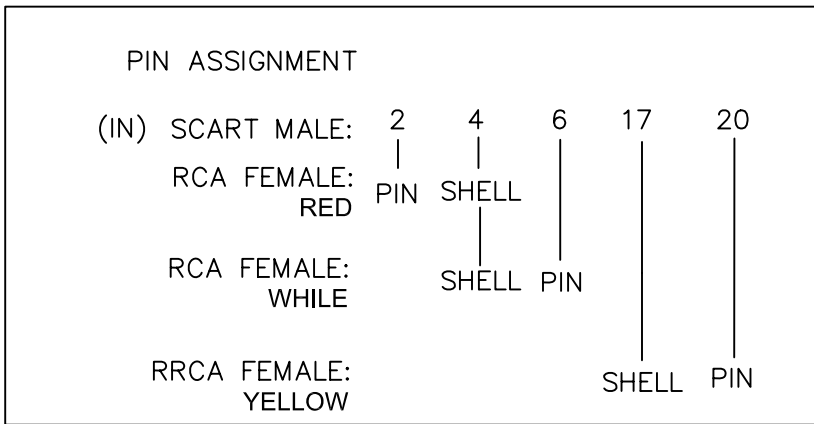 PIN ASSIGNMENT
(IN) SCART MALE: 2 4 6 17 20
RCA FEMALE: PIN SHELL
RED
RCA FEMALE: SHELL PIN
WHILE
RRCA FEMALE: SHELL PIN
YELLOW